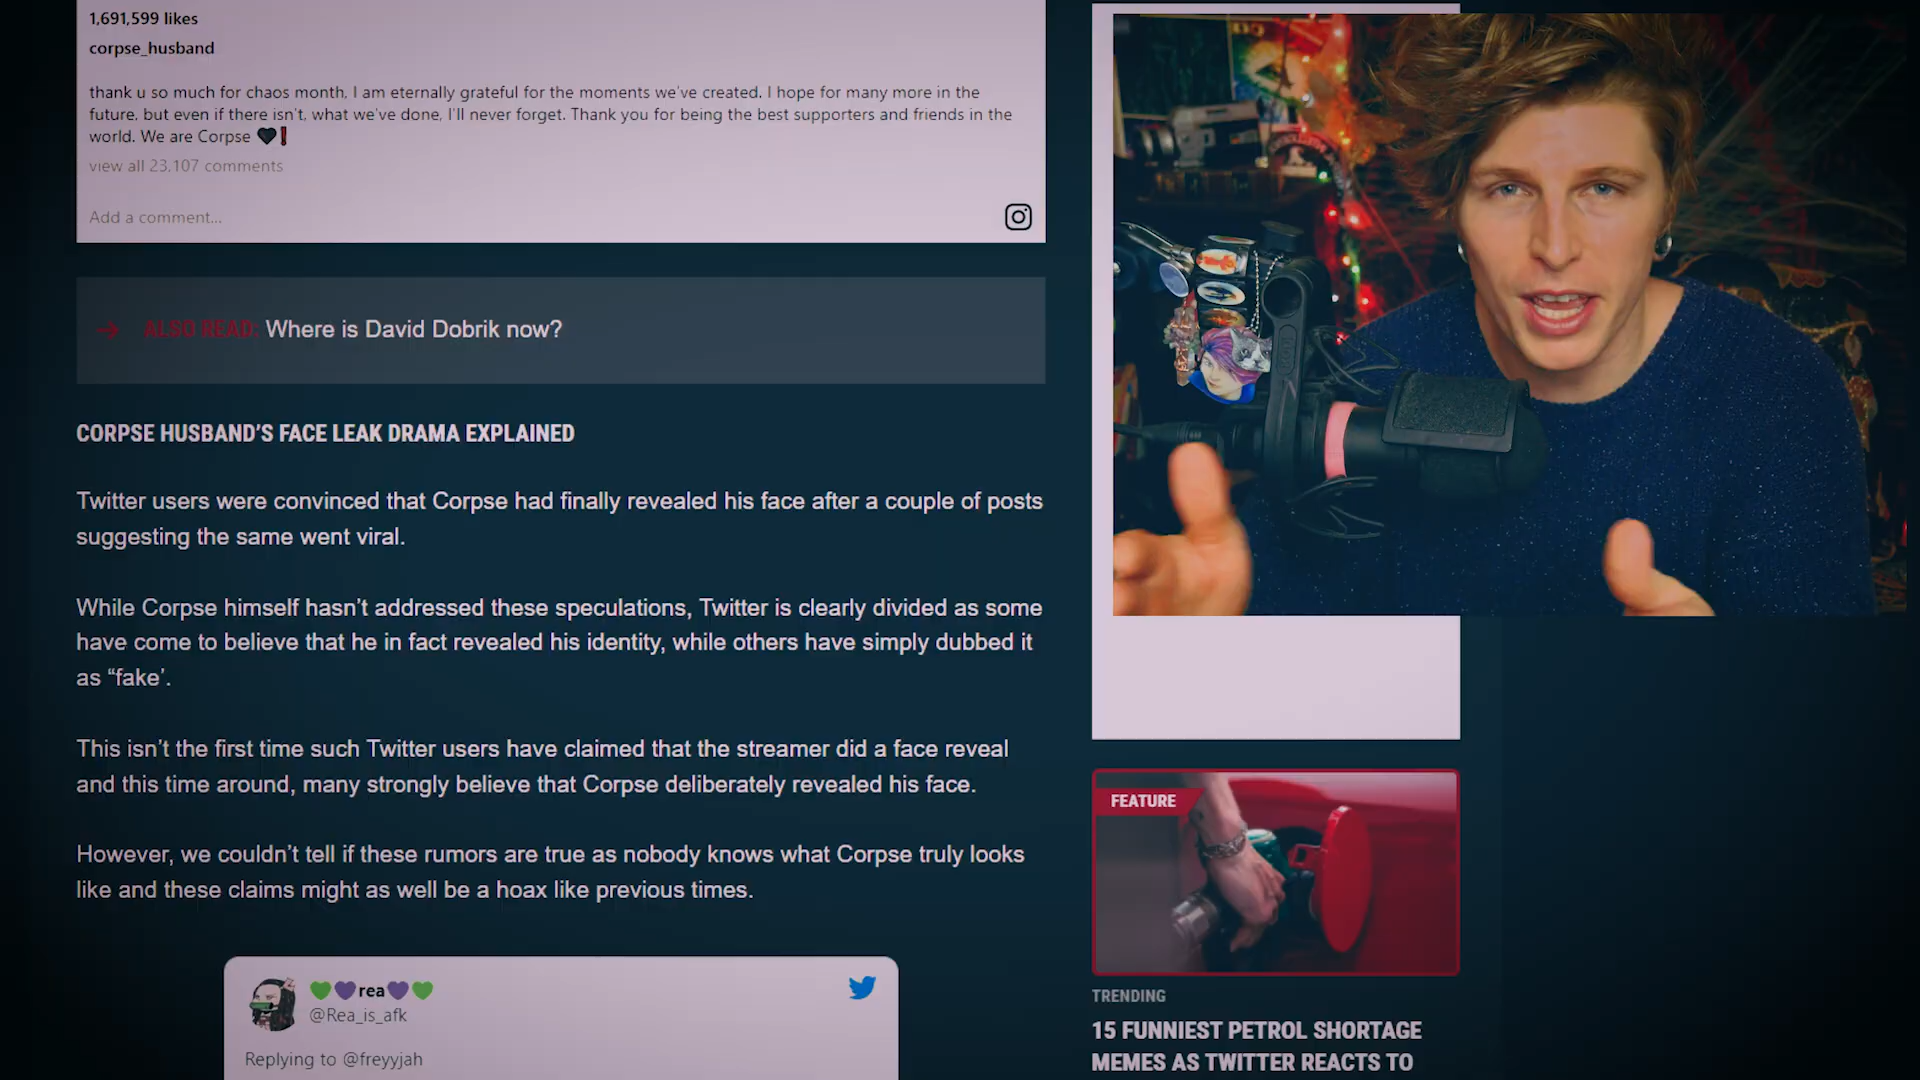 1,691,599 likes
corpse_husband
thank u so much for chaos month, I am eternally grateful for the moments we've created. I hope for many more in the
future, but even if there isn't, what we've done, I'll never forget. Thank you for being the best supporters and friends in the
world. We are Corpse 🖤❗
view all 23,107 comments
Add a comment...
→ ALSO READ: Where is David Dobrik now?
CORPSE HUSBAND'S FACE LEAK DRAMA EXPLAINED
Twitter users were convinced that Corpse had finally revealed his face after a couple of posts
suggesting the same went viral.
While Corpse himself hasn't addressed these speculations, Twitter is clearly divided as some
have come to believe that he in fact revealed his identity, while others have simply dubbed it
as “fake’.
This isn't the first time such Twitter users have claimed that the streamer did a face reveal
and this time around, many strongly believe that Corpse deliberately revealed his face.
However, we couldn't tell if these rumors are true as nobody knows what Corpse truly looks
like and these claims might as well be a hoax like previous times.
💚💜rea💜💚
@Rea_is_afk
Replying to @freyyjah
FEATURE
TRENDING
15 FUNNIEST PETROL SHORTAGE
MEMES AS TWITTER REACTS TO